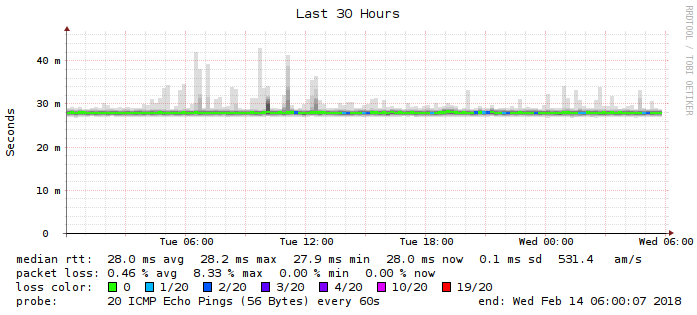 Last 30 Hours
RRDTOOL / TOBI OETIKER
Seconds
40 m
30 m
20 m
10 m
0
Tue 06:00 Tue 12:00 Tue 18:00 Wed 00:00 Wed 06:00
median rtt: 28.0 ms avg 28.2 ms max 27.9 ms min 28.0 ms now 0.1 ms sd 531.4 am/s
packet loss: 0.46 % avg 8.33 % max 0.00 % min 0.00 % now
loss color: 0 1/20 2/20 3/20 4/20 10/20 19/20
probe: 20 ICMP Echo Pings (56 Bytes) every 60s end: Wed Feb 14 06:00:07 2018